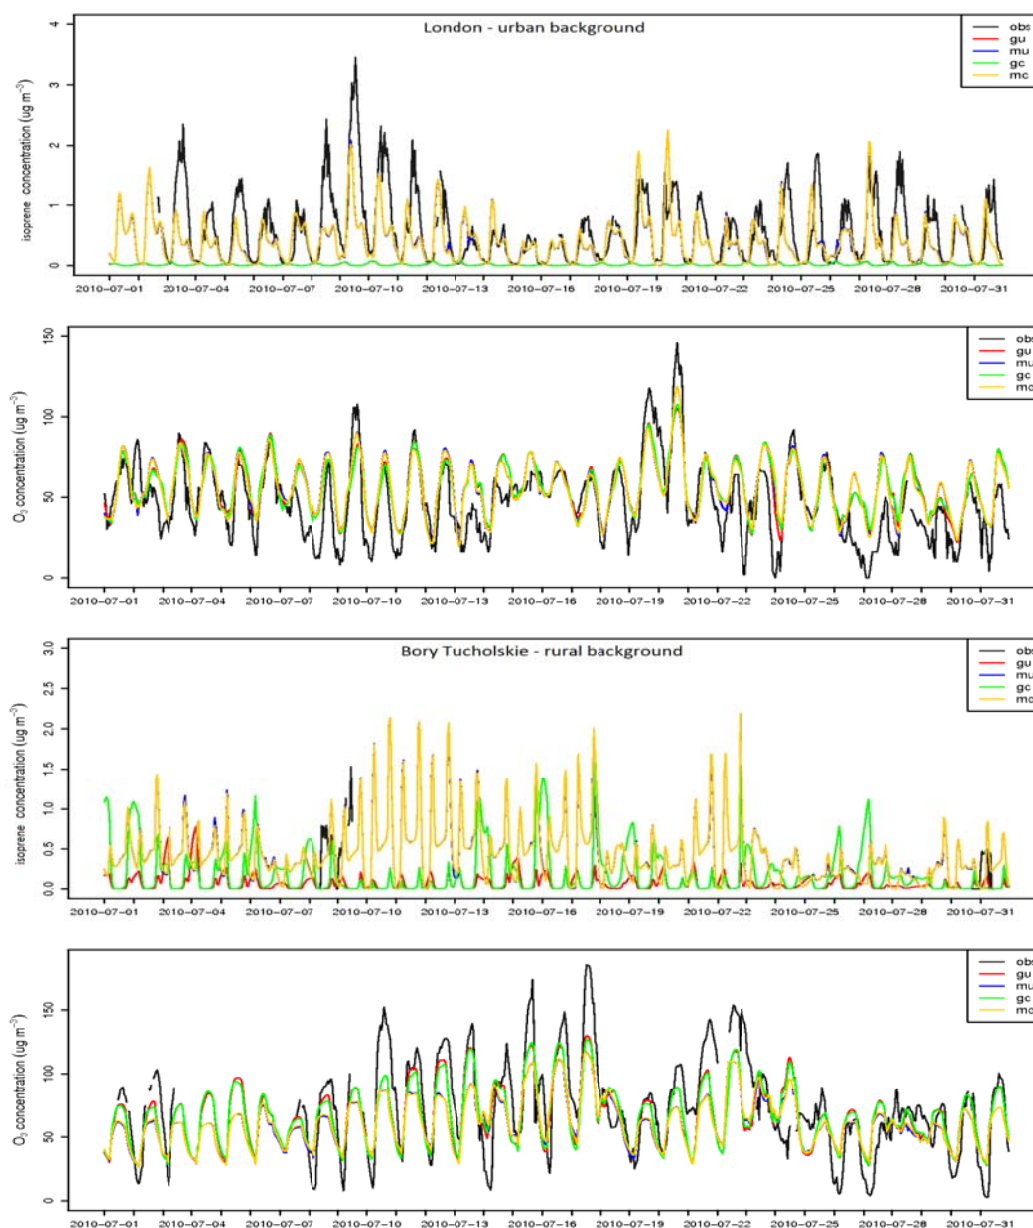 London - urban background
isoprene concentration (ug m⁻³)
4
3
2
1
0
obs
gu
mu
gc
mc
2010-07-01 2010-07-04 2010-07-07 2010-07-10 2010-07-13 2010-07-16 2010-07-19 2010-07-22 2010-07-25 2010-07-28 2010-07-31
O₃ concentration (ug m⁻³)
150
100
50
0
obs
gu
mu
gc
mc
2010-07-01 2010-07-04 2010-07-07 2010-07-10 2010-07-13 2010-07-16 2010-07-19 2010-07-22 2010-07-25 2010-07-28 2010-07-31
Bory Tucholskie - rural background
isoprene concentration (ug m⁻³)
3.0
2.5
2.0
1.5
1.0
0.5
0.0
obs
gu
mu
gc
mc
2010-07-01 2010-07-04 2010-07-07 2010-07-10 2010-07-13 2010-07-16 2010-07-19 2010-07-22 2010-07-25 2010-07-28 2010-07-31
O₃ concentration (ug m⁻³)
150
100
50
0
obs
gu
mu
gc
mc
2010-07-01 2010-07-04 2010-07-07 2010-07-10 2010-07-13 2010-07-16 2010-07-19 2010-07-22 2010-07-25 2010-07-28 2010-07-31